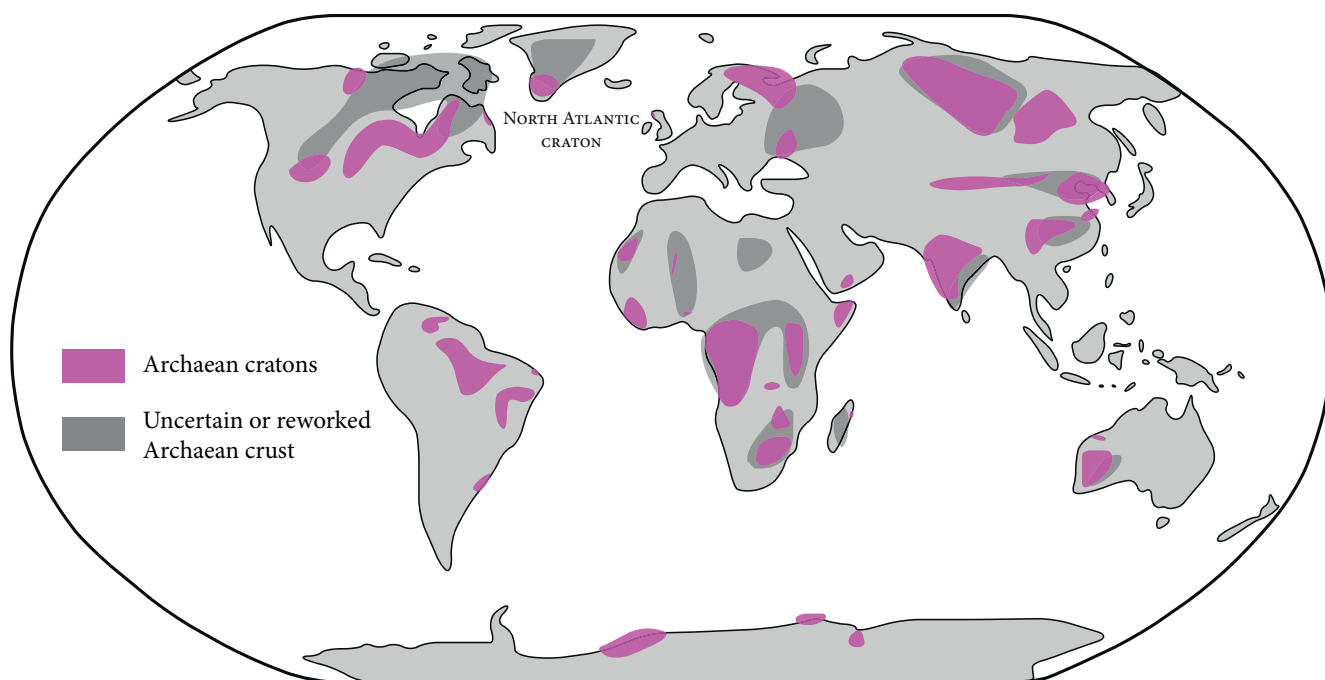 North Atlantic
craton
Archaean cratons
Uncertain or reworked
Archaean crust